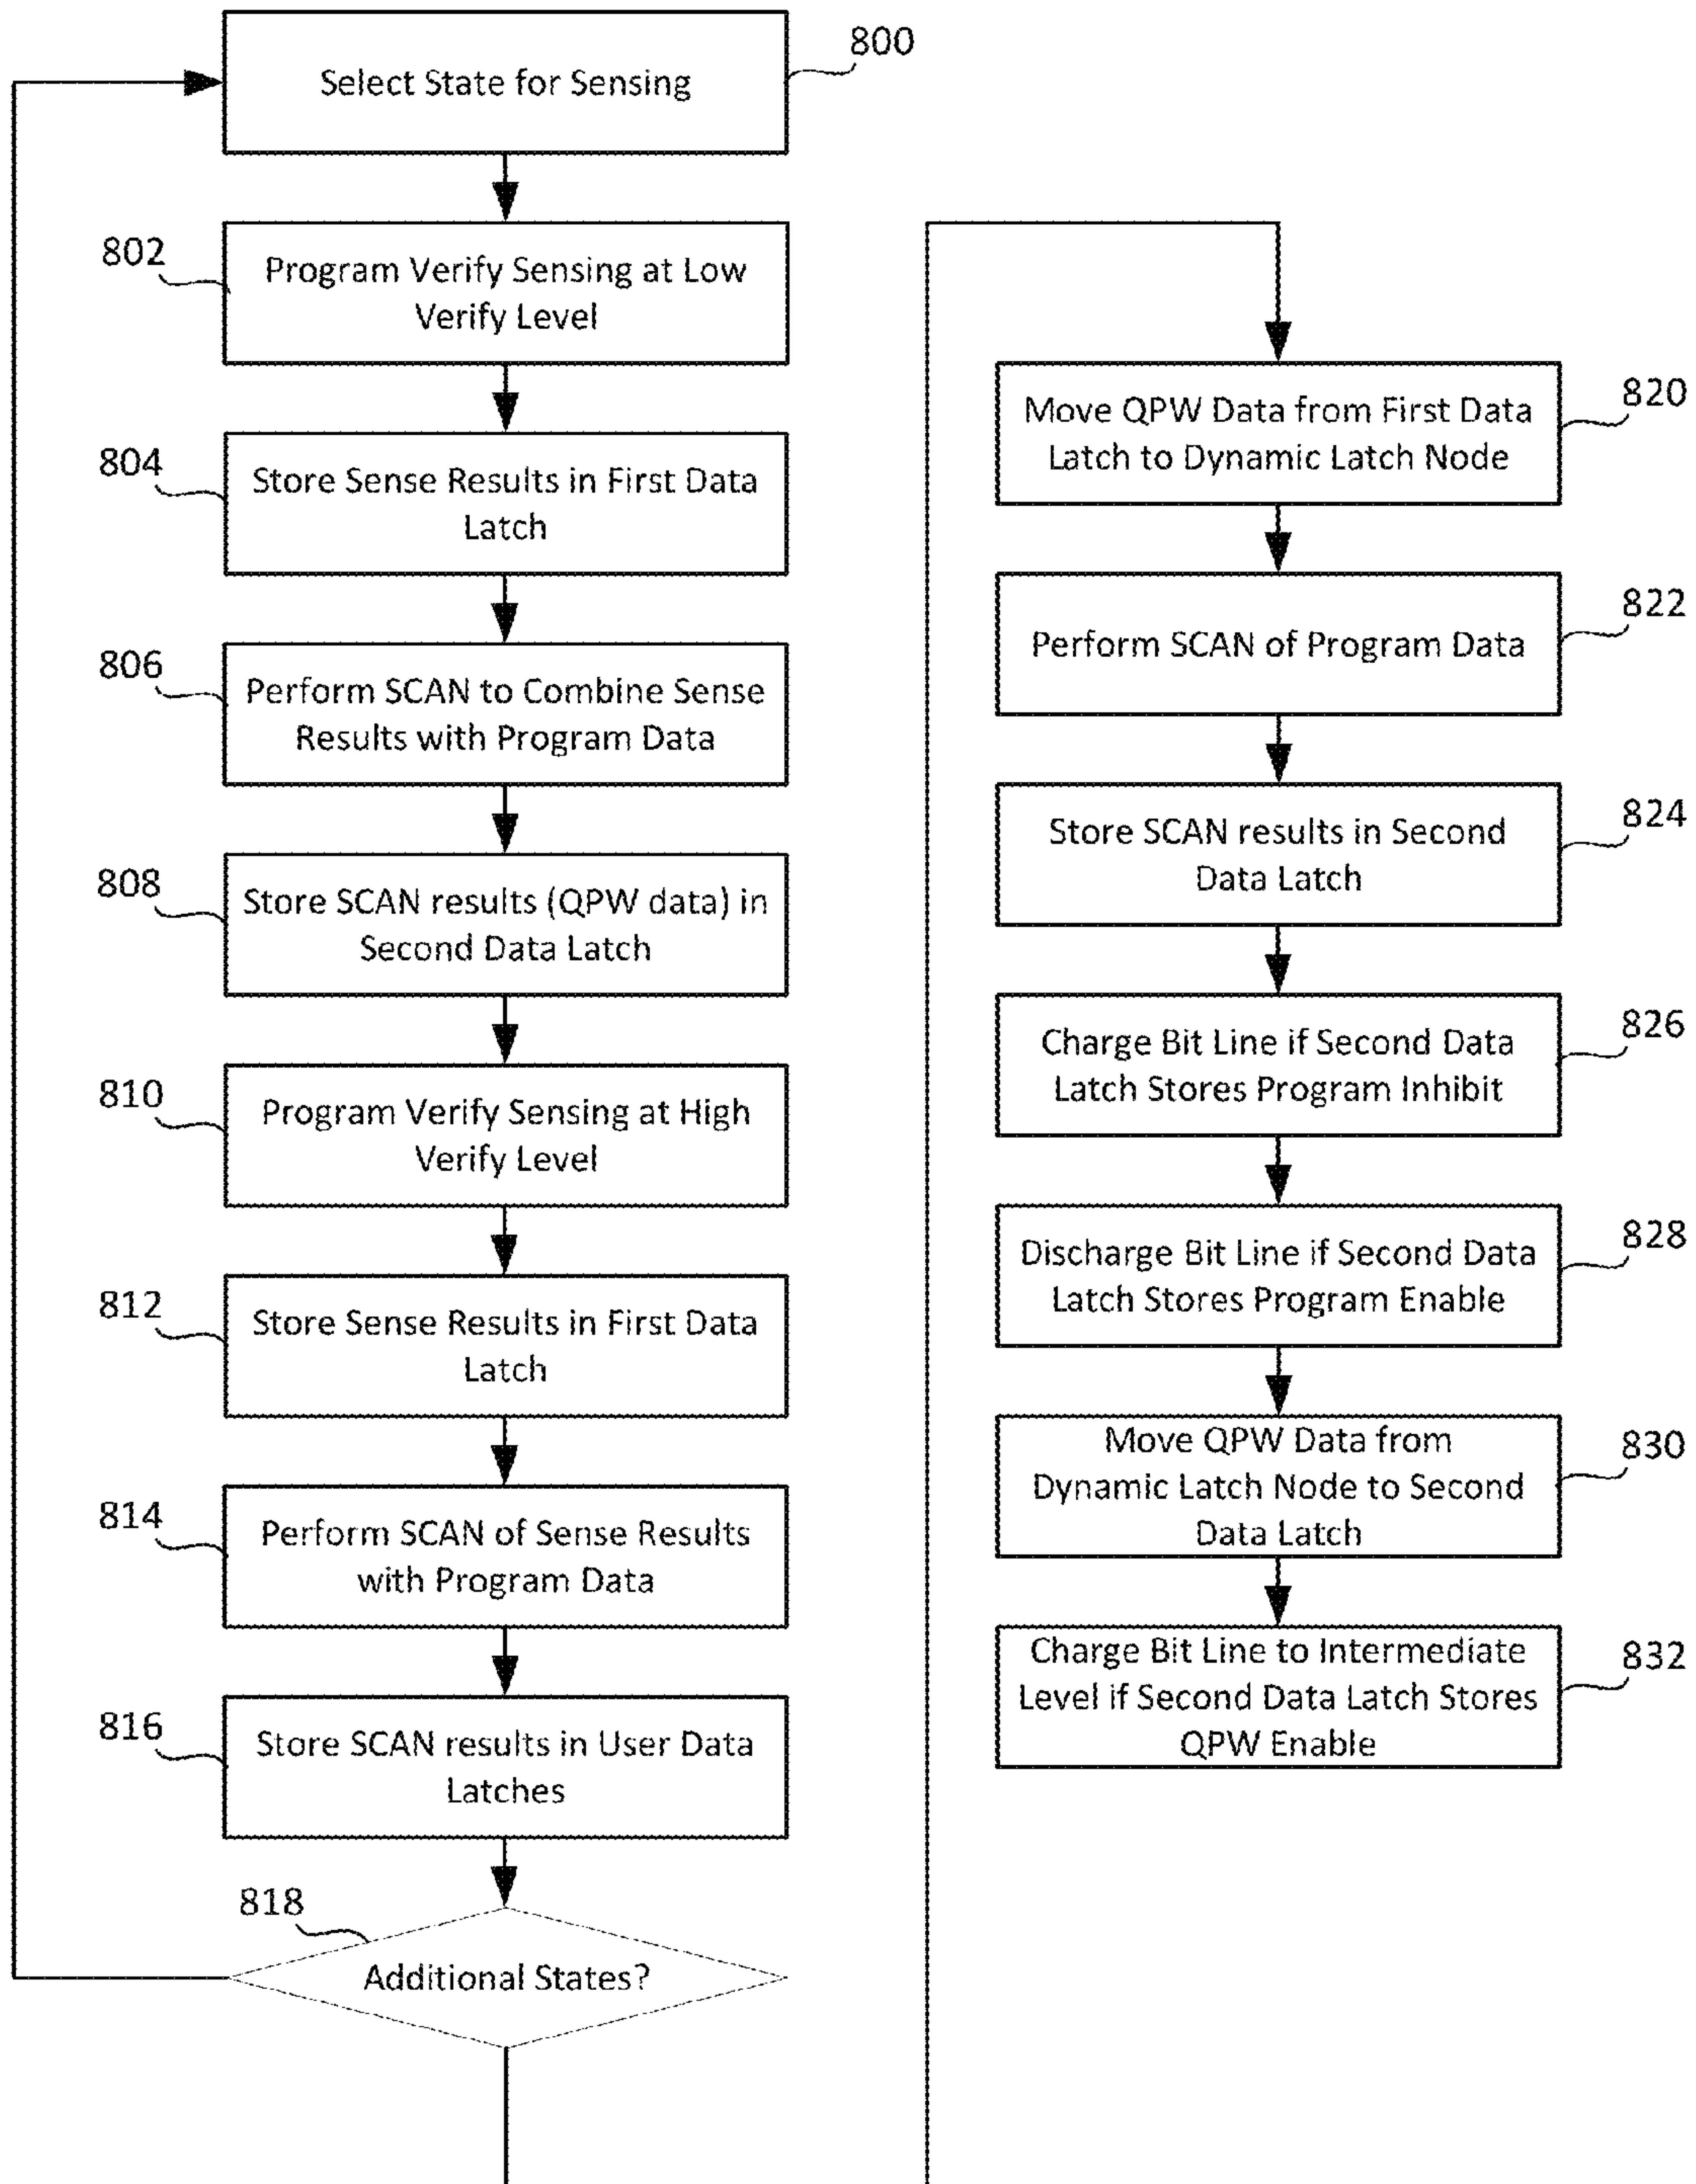 800
Select State for Sensing
802
Program Verify Sensing at Low
Verify Level
804
Store Sense Results in First Data
Latch
806
Perform SCAN to Combine Sense
Results with Program Data
808
Store SCAN results (QPW data) in
Second Data Latch
810
Program Verify Sensing at High
Verify Level
812
Store Sense Results in First Data
Latch
814
Perform SCAN of Sense Results
with Program Data
816
Store SCAN results in User Data
Latches
818
Additional States?
820
Move QPW Data from First Data
Latch to Dynamic Latch Node
822
Perform SCAN of Program Data
824
Store SCAN results in Second
Data Latch
826
Charge Bit Line if Second Data
Latch Stores Program Inhibit
828
Discharge Bit Line if Second Data
Latch Stores Program Enable
830
Move QPW Data from
Dynamic Latch Node to Second
Data Latch
832
Charge Bit Line to Intermediate
Level if Second Data Latch Stores
QPW Enable